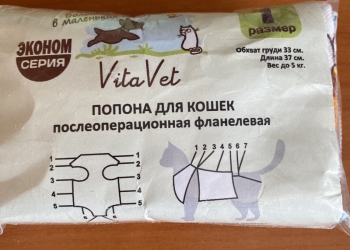 в маленьких
ЭКОНОМ
СЕРИЯ
1
размер
Обхват груди 33 см.
Длина 37 см.
Вес до 5 кг.
VitaVet
ПОПОНА ДЛЯ КОШЕК
послеоперационная фланелевая
1 2 3 4 5 6 7
1 1
2 2
3 3
4 4
5 5